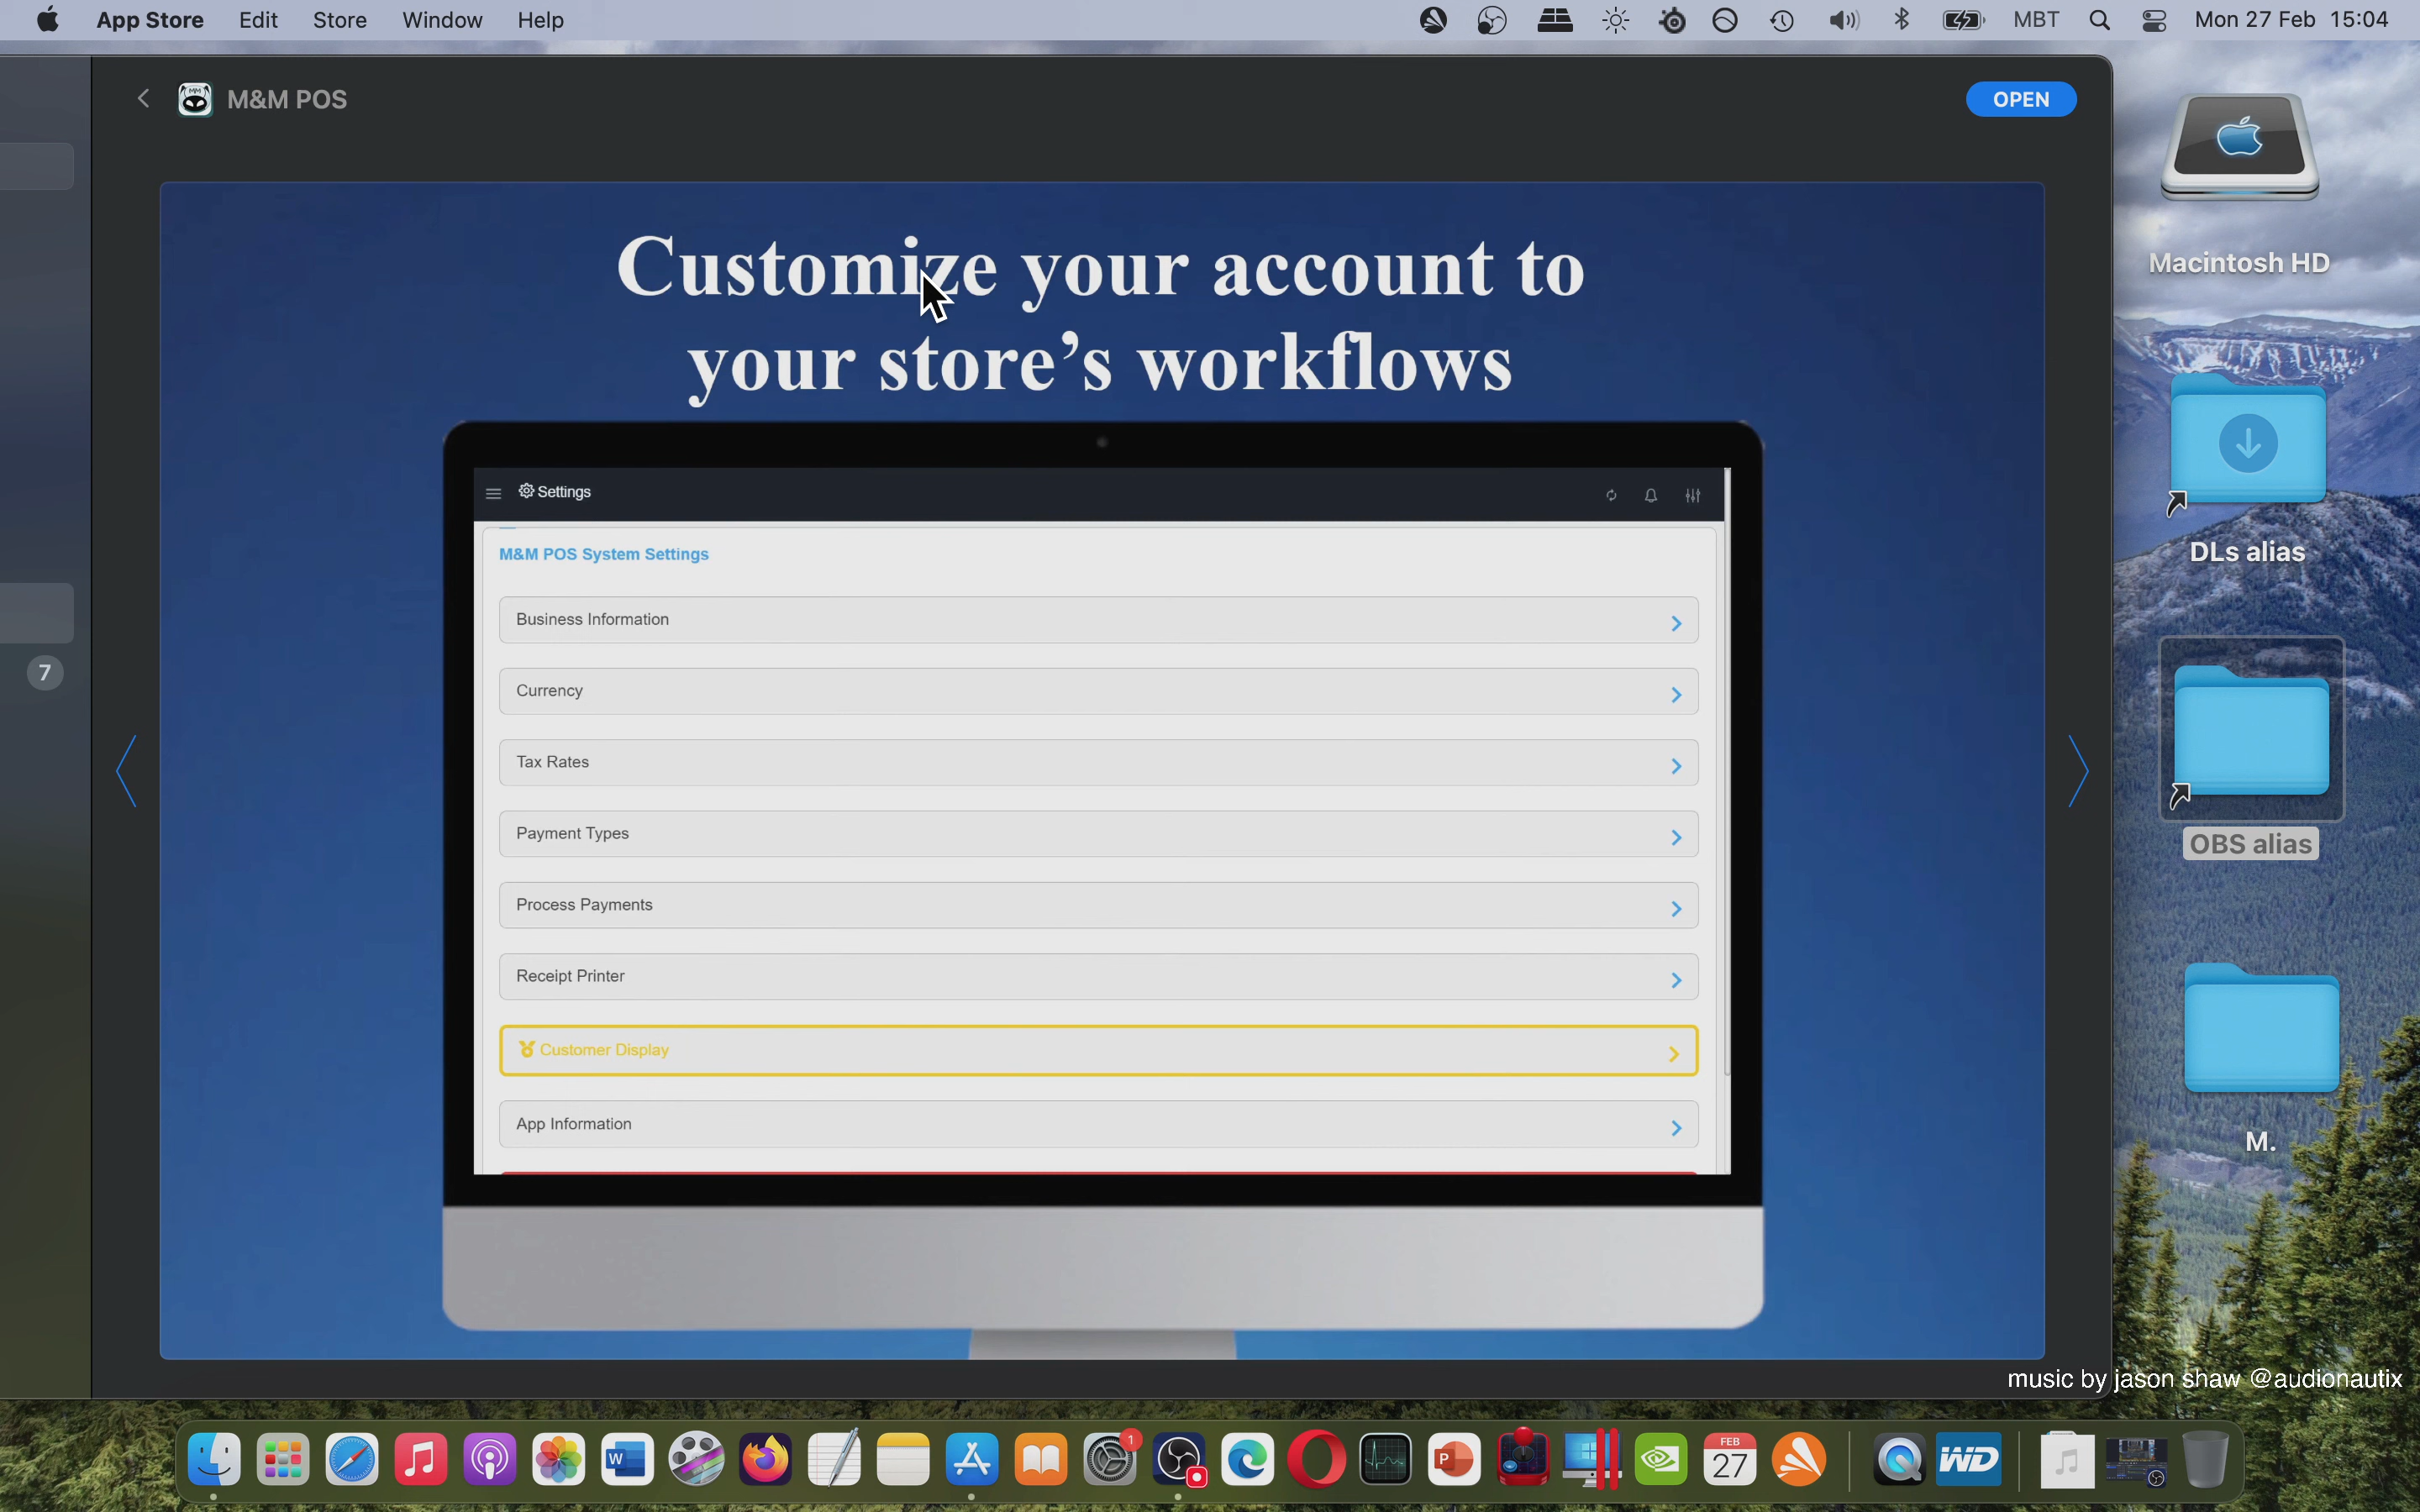 App Store Edit Store Window Help MBT Mon 27 Feb 15:04
M&M POS OPEN
Customize your account to
your store's workflows
Settings
M&M POS System Settings
Business Information
Currency
Tax Rates
Payment Types
Process Payments
Receipt Printer
Customer Display
App Information
7
Macintosh HD
DLs alias
OBS alias
M.
music by jason shaw @audionautix
W
1
P
FEB
27
WD